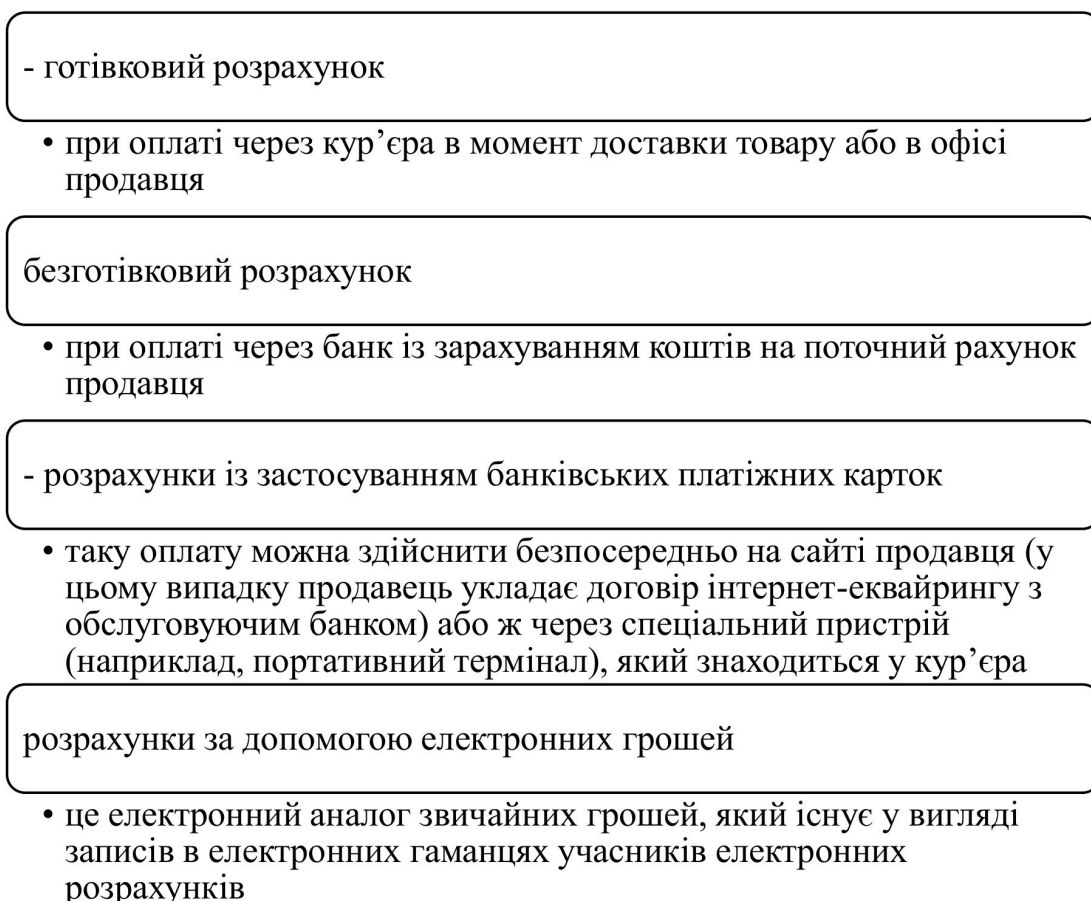 - готівковий розрахунок
• при оплаті через кур’єра в момент доставки товару або в офісі
продавця
безготівковий розрахунок
• при оплаті через банк із зарахуванням коштів на поточний рахунок
продавця
- розрахунки із застосуванням банківських платіжних карток
• таку оплату можна здійснити безпосередньо на сайті продавця (у
цьому випадку продавець укладає договір інтернет-еквайрингу з
обслуговуючим банком) або ж через спеціальний пристрій
(наприклад, портативний термінал), який знаходиться у кур’єра
розрахунки за допомогою електронних грошей
• це електронний аналог звичайних грошей, який існує у вигляді
записів в електронних гаманцях учасників електронних
розрахунків